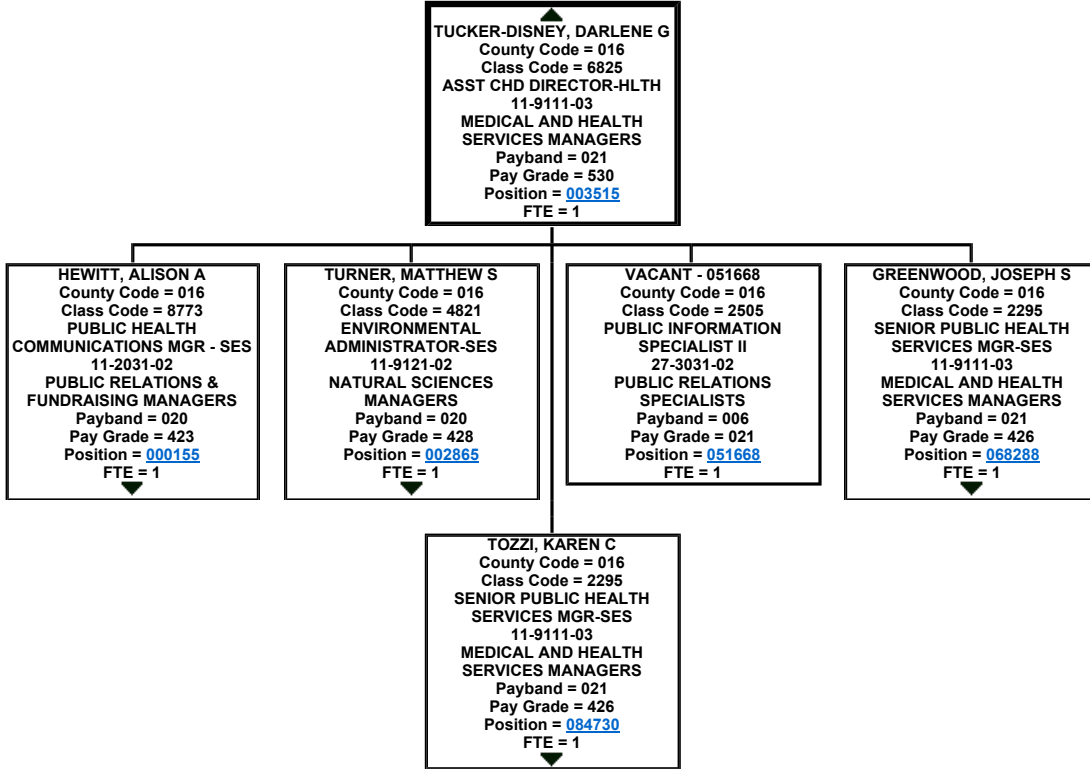 TUCKER-DISNEY, DARLENE G
County Code = 016
Class Code = 6825
ASST CHD DIRECTOR-HLTH
11-9111-03
MEDICAL AND HEALTH
SERVICES MANAGERS
Payband = 021
Pay Grade = 530
Position = 003515
FTE = 1
HEWITT, ALISON A
County Code = 016
Class Code = 8773
PUBLIC HEALTH
COMMUNICATIONS MGR - SES
11-2031-02
PUBLIC RELATIONS &
FUNDRAISING MANAGERS
Payband = 020
Pay Grade = 423
Position = 000155
FTE = 1
TURNER, MATTHEW S
County Code = 016
Class Code = 4821
ENVIRONMENTAL
ADMINISTRATOR-SES
11-9121-02
NATURAL SCIENCES
MANAGERS
Payband = 020
Pay Grade = 428
Position = 002865
FTE = 1
VACANT - 051668
County Code = 016
Class Code = 2505
PUBLIC INFORMATION
SPECIALIST II
27-3031-02
PUBLIC RELATIONS
SPECIALISTS
Payband = 006
Pay Grade = 021
Position = 051668
FTE = 1
GREENWOOD, JOSEPH S
County Code = 016
Class Code = 2295
SENIOR PUBLIC HEALTH
SERVICES MGR-SES
11-9111-03
MEDICAL AND HEALTH
SERVICES MANAGERS
Payband = 021
Pay Grade = 426
Position = 068288
FTE = 1
TOZZI, KAREN C
County Code = 016
Class Code = 2295
SENIOR PUBLIC HEALTH
SERVICES MGR-SES
11-9111-03
MEDICAL AND HEALTH
SERVICES MANAGERS
Payband = 021
Pay Grade = 426
Position = 084730
FTE = 1